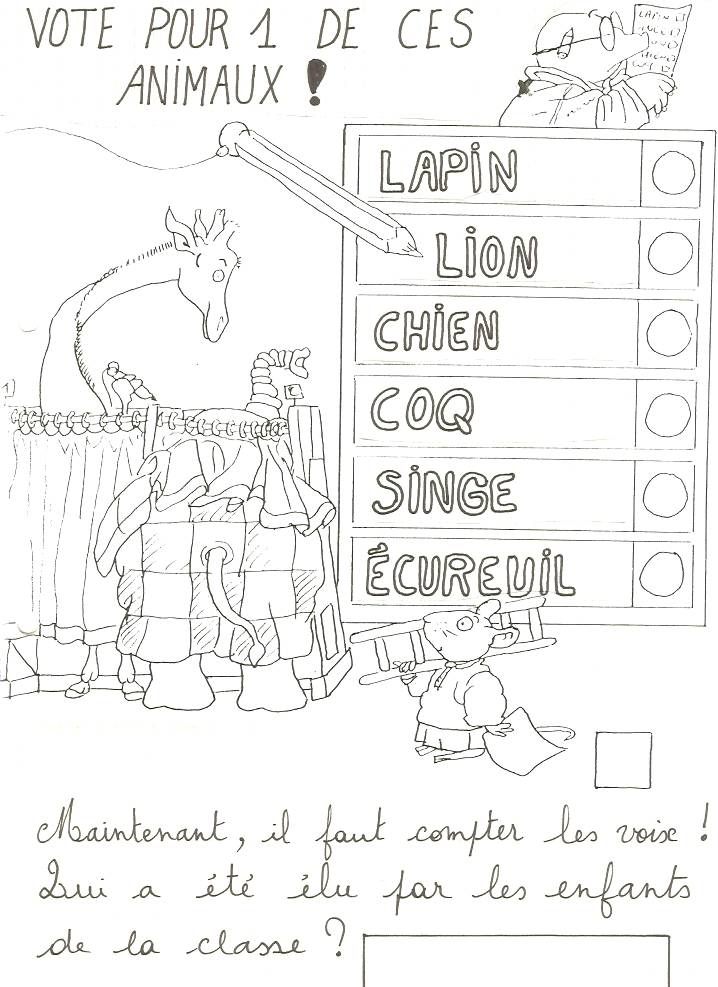 VOTE POUR 1 DE CES
ANIMAUX !
LAPIN
LION
CHIEN
COQ
SINGE
ÉCUREUIL
1
Maintenant, il faut compter les voix !
Qui a été élu par les enfants
de la classe ?